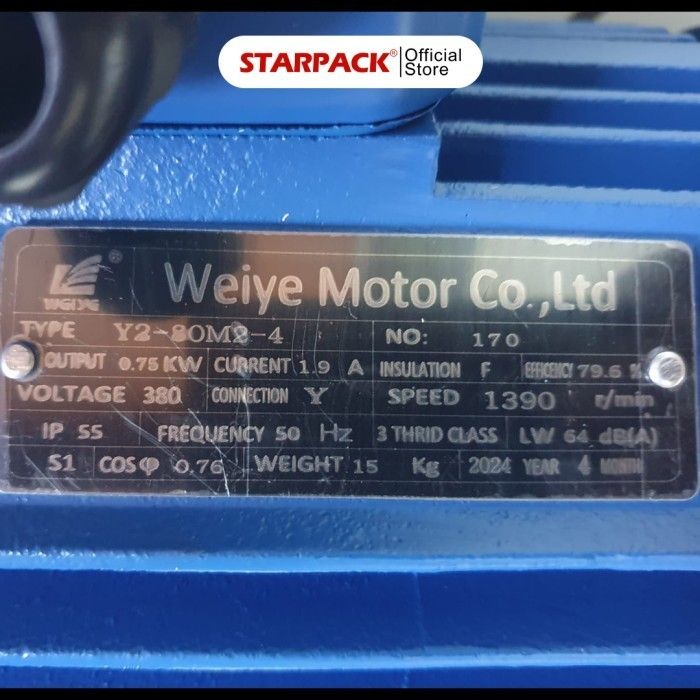 STARPACK® Official Store
WEIYE ®
Weiye Motor Co.,Ltd
TYPE Y2-80M2-4 NO: 170
OUTPUT 0.75 KW CURRENT 1.9 A INSULATION F EFFICENCY 79.6 %
VOLTAGE 380 CONNECTION Y SPEED 1390 r/min
IP 55 FREQUENCY 50 Hz 3 THRID CLASS LW 64 dB(A)
S1 COSφ 0.76 WEIGHT 15 Kg 2024 YEAR 4 MONTH